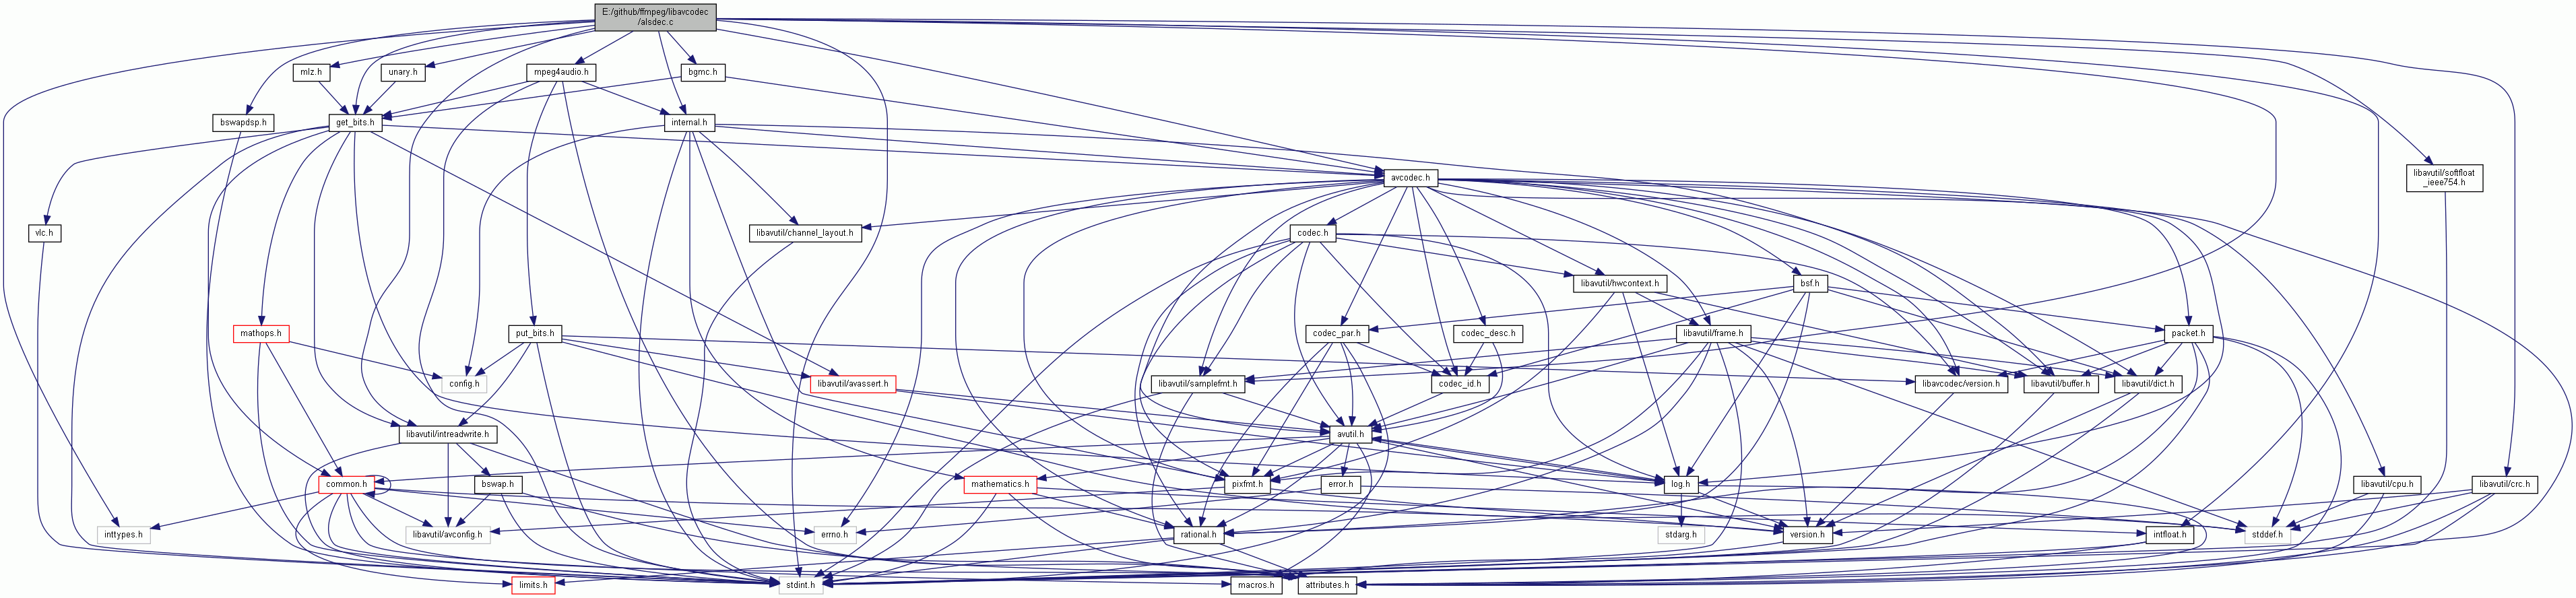 E:/github/ffmpeg/libavcodec
/alsdec.c
mlz.h
unary.h
mpeg4audio.h
bgmc.h
bswapdsp.h
get_bits.h
internal.h
avcodec.h
libavutil/softfloat
_ieee754.h
vlc.h
libavutil/channel_layout.h
codec.h
libavutil/hwcontext.h
bsf.h
mathops.h
put_bits.h
codec_par.h
codec_desc.h
libavutil/frame.h
packet.h
config.h
libavutil/avassert.h
libavutil/samplefmt.h
codec_id.h
libavcodec/version.h
libavutil/buffer.h
libavutil/dict.h
libavutil/intreadwrite.h
avutil.h
common.h
bswap.h
mathematics.h
pixfmt.h
error.h
log.h
libavutil/cpu.h
libavutil/crc.h
inttypes.h
libavutil/avconfig.h
errno.h
rational.h
stdarg.h
version.h
intfloat.h
stddef.h
limits.h
stdint.h
macros.h
attributes.h